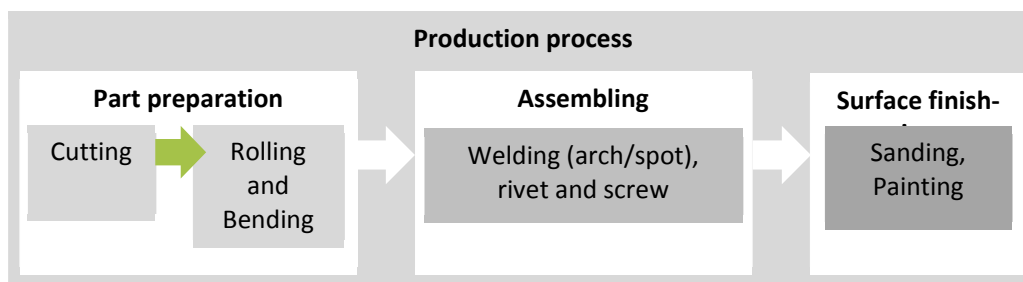 Production process
Part preparation
Cutting
Rolling
and
Bending
Assembling
Welding (arch/spot),
rivet and screw
Surface finish-
Sanding,
Painting